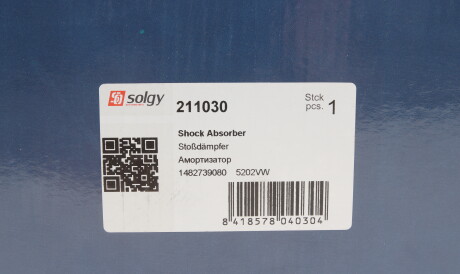 solgy
211030
Stck
pcs. 1
Shock Absorber
Stoßdämpfer
Амортизатор
1482739080 5202VW
8 418578 040304